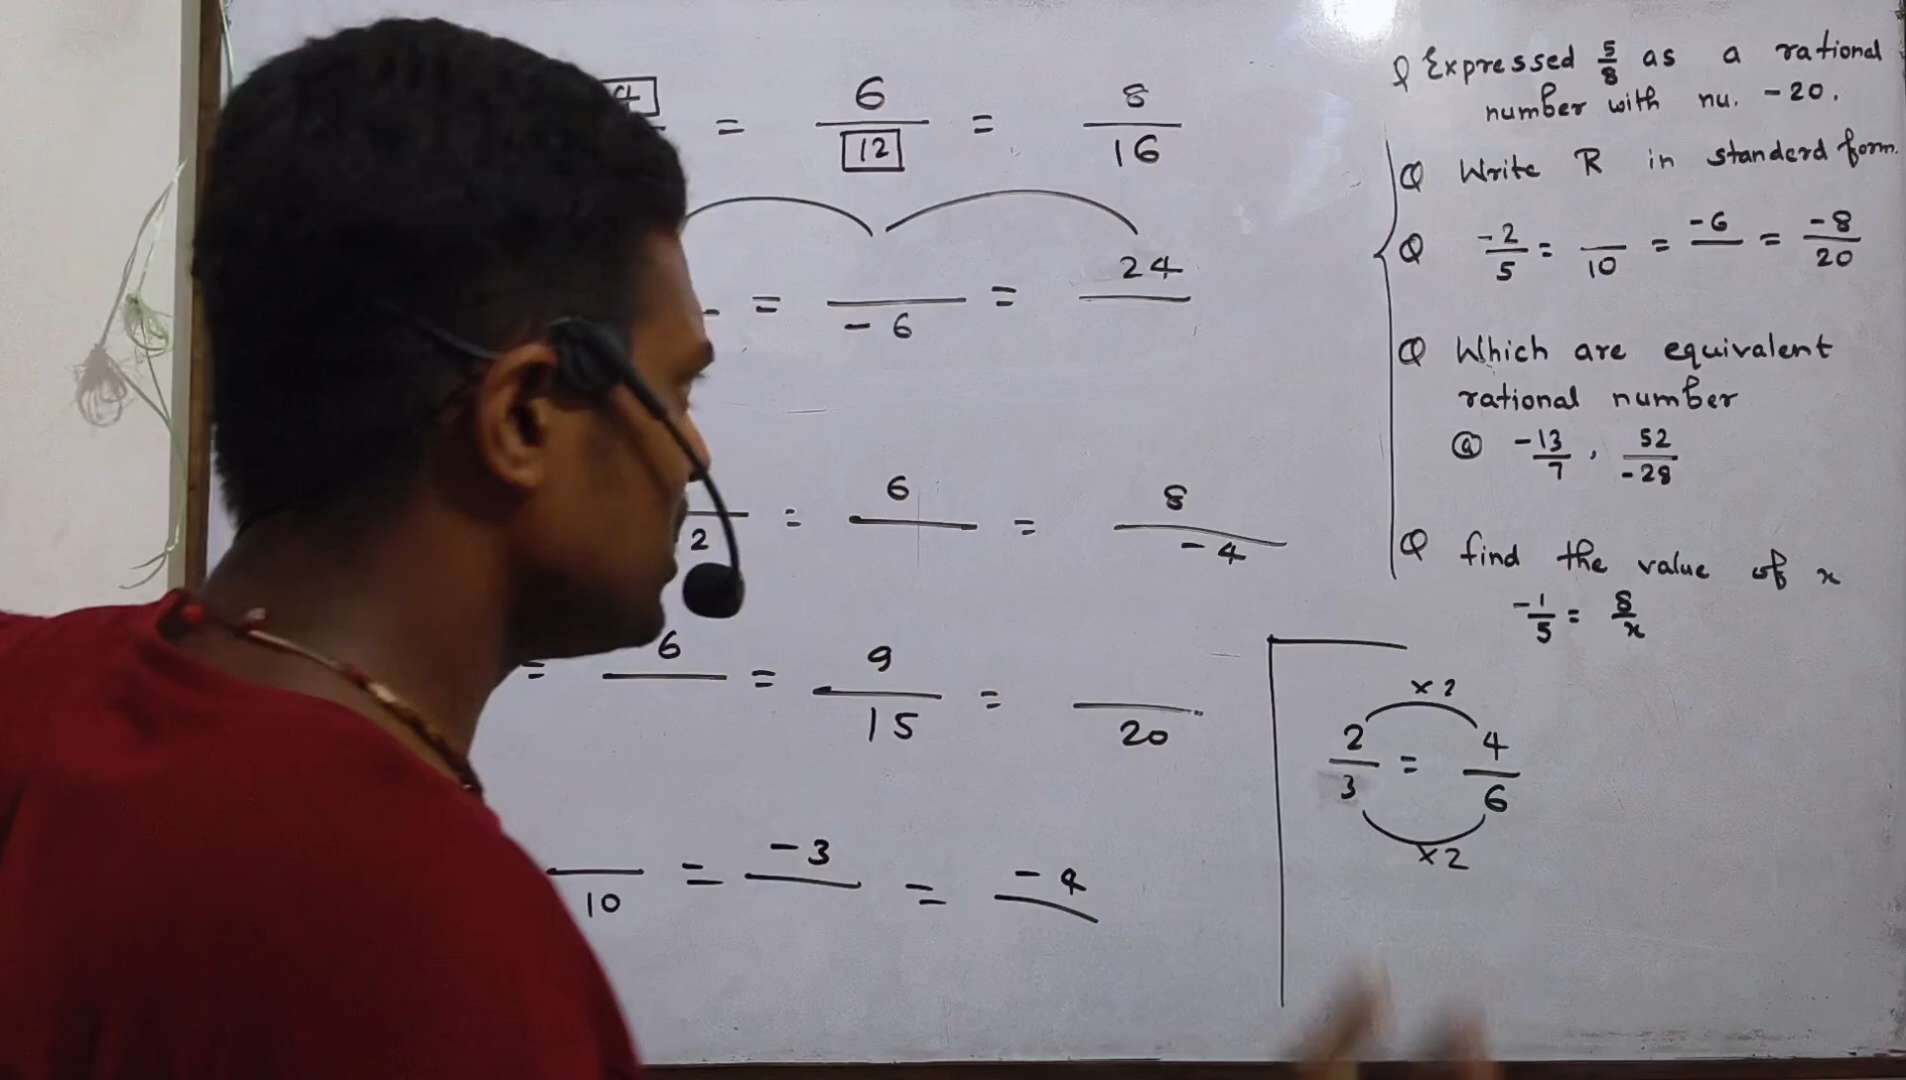 4 = 6/12 = 8/16
= /-6 = 24/
2 = 6/ = 8/-4
= 6/ = 9/15 = /20
/10 = -3/ = -4/
Q Expressed 5/8 as a rational
number with nu. -20.
Q Write R in standerd form.
Q -2/5 = /10 = -6/ = -8/20
Q Which are equivalent
rational number
(a) -13/7 , 52/-28
Q find the value of x
-1/5 = 8/x
×2
2/3 = 4/6
×2